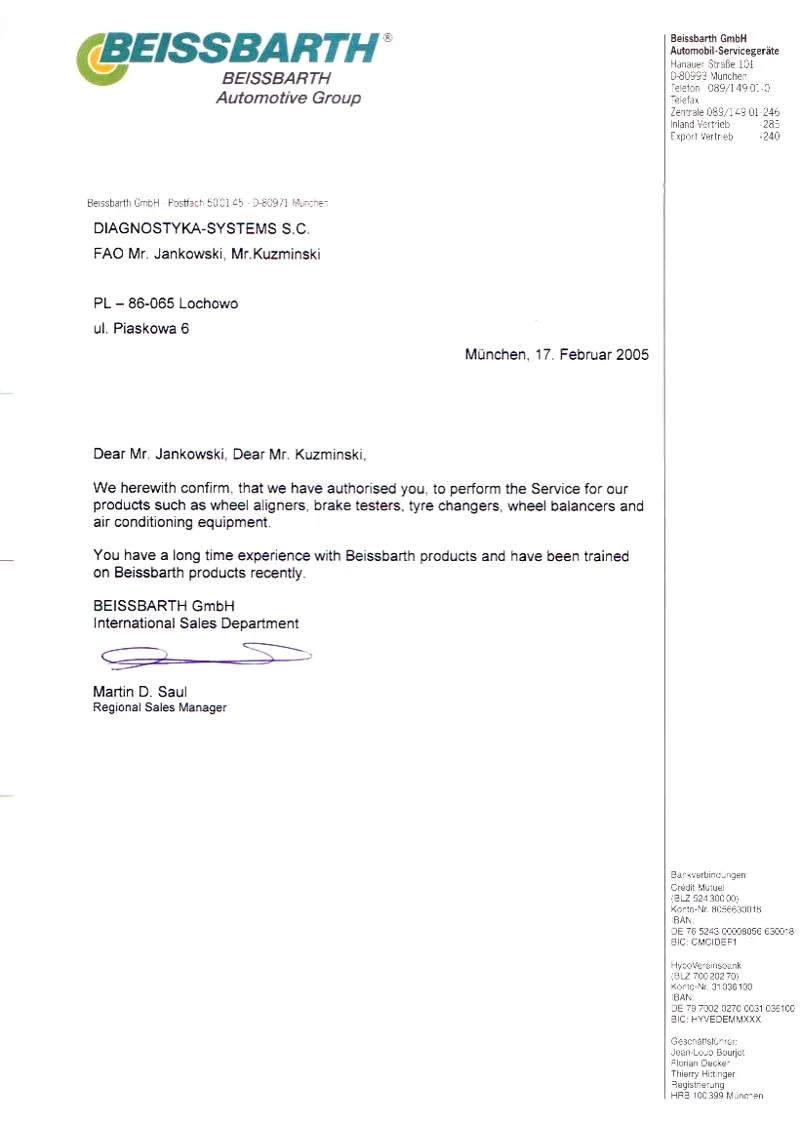 BEISSBARTH®
BEISSBARTH
Automotive Group
Beissbarth GmbH
Automobil-Servicegeräte
Hanauer Straße 101
D-80993 München
Telefon 089/1 49 01-0
Telefax
Zentrale 089/1 49 01-246
Inland Vertrieb -285
Export Vertrieb -240
Beissbarth GmbH · Postfach 50 01 45 · D-80971 München
DIAGNOSTYKA-SYSTEMS S.C.
FAO Mr. Jankowski, Mr.Kuzminski
PL – 86-065 Lochowo
ul. Piaskowa 6
München, 17. Februar 2005
Dear Mr. Jankowski, Dear Mr. Kuzminski,
We herewith confirm, that we have authorised you, to perform the Service for our
products such as wheel aligners, brake testers, tyre changers, wheel balancers and
air conditioning equipment.
You have a long time experience with Beissbarth products and have been trained
on Beissbarth products recently.
BEISSBARTH GmbH
International Sales Department
Martin D. Saul
Regional Sales Manager
Bankverbindungen:
Crédit Mutuel
(BLZ 524 300 00)
Konto-Nr. 8056630018
IBAN:
DE 76 5243 00008056 630018
BIC: CMCIDEF1
HypoVereinsbank
(BLZ 700 202 70)
Konto-Nr. 31 036 100
IBAN:
DE 79 7002 0270 0031 036100
BIC: HYVEDEMMXXX
Geschäftsführer:
Jean-Loup Bourjot
Florian Decker
Thierry Hittinger
Registrierung
HRB 100 399 München